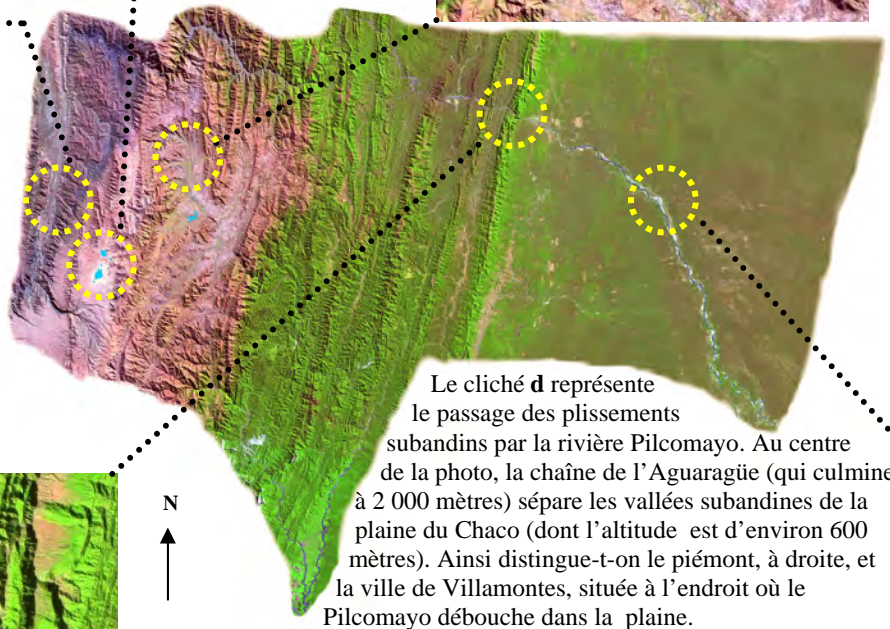 Le cliché d représente
le passage des plissements
subandins par la rivière Pilcomayo. Au centre
de la photo, la chaîne de l’Aguaragüe (qui culmine
à 2 000 mètres) sépare les vallées subandines de la
plaine du Chaco (dont l’altitude est d’environ 600
mètres). Ainsi distingue-t-on le piémont, à droite, et
la ville de Villamontes, située à l’endroit où le
Pilcomayo débouche dans la plaine.
N